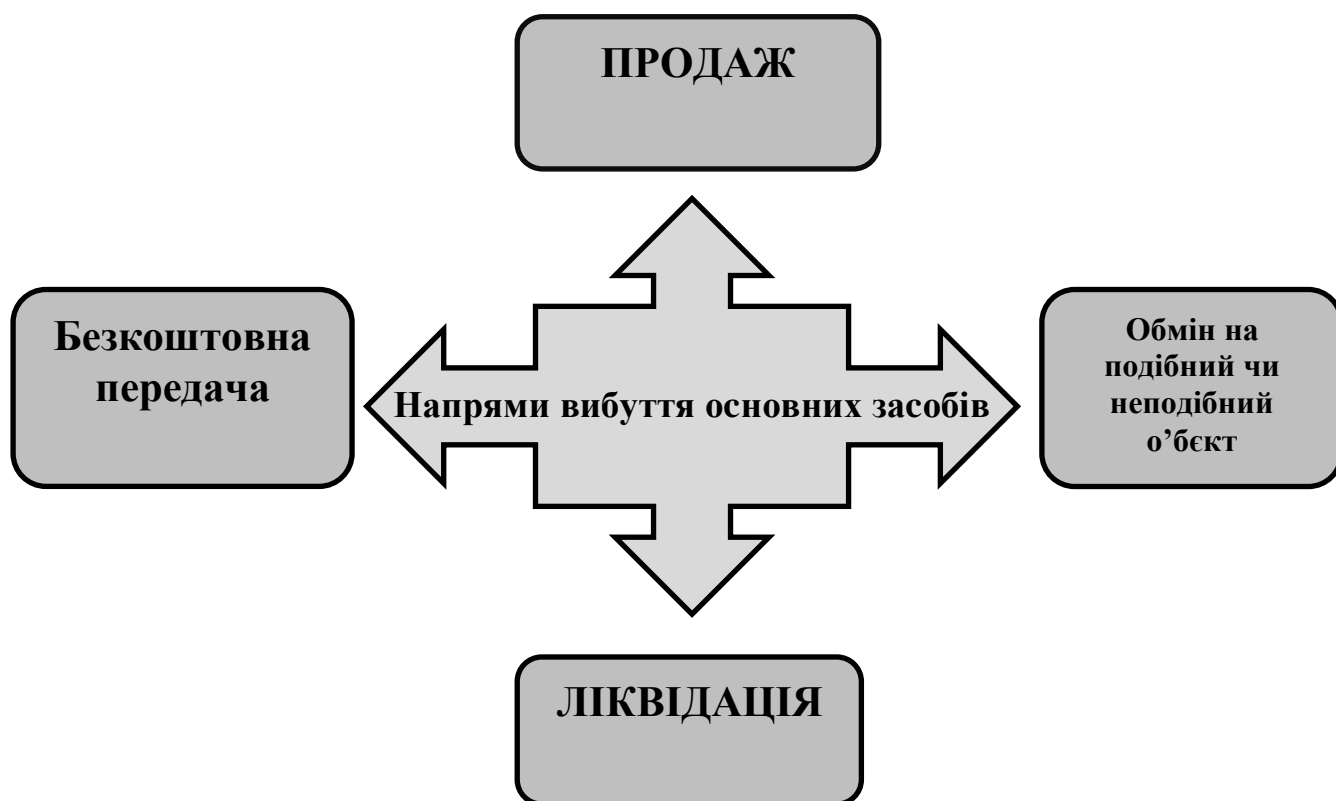 ПРОДАЖ
Безкоштовна
передача
Напрями вибуття основних засобів
Обмін на
подібний чи
неподібний
о’бєкт
ЛІКВІДАЦІЯ